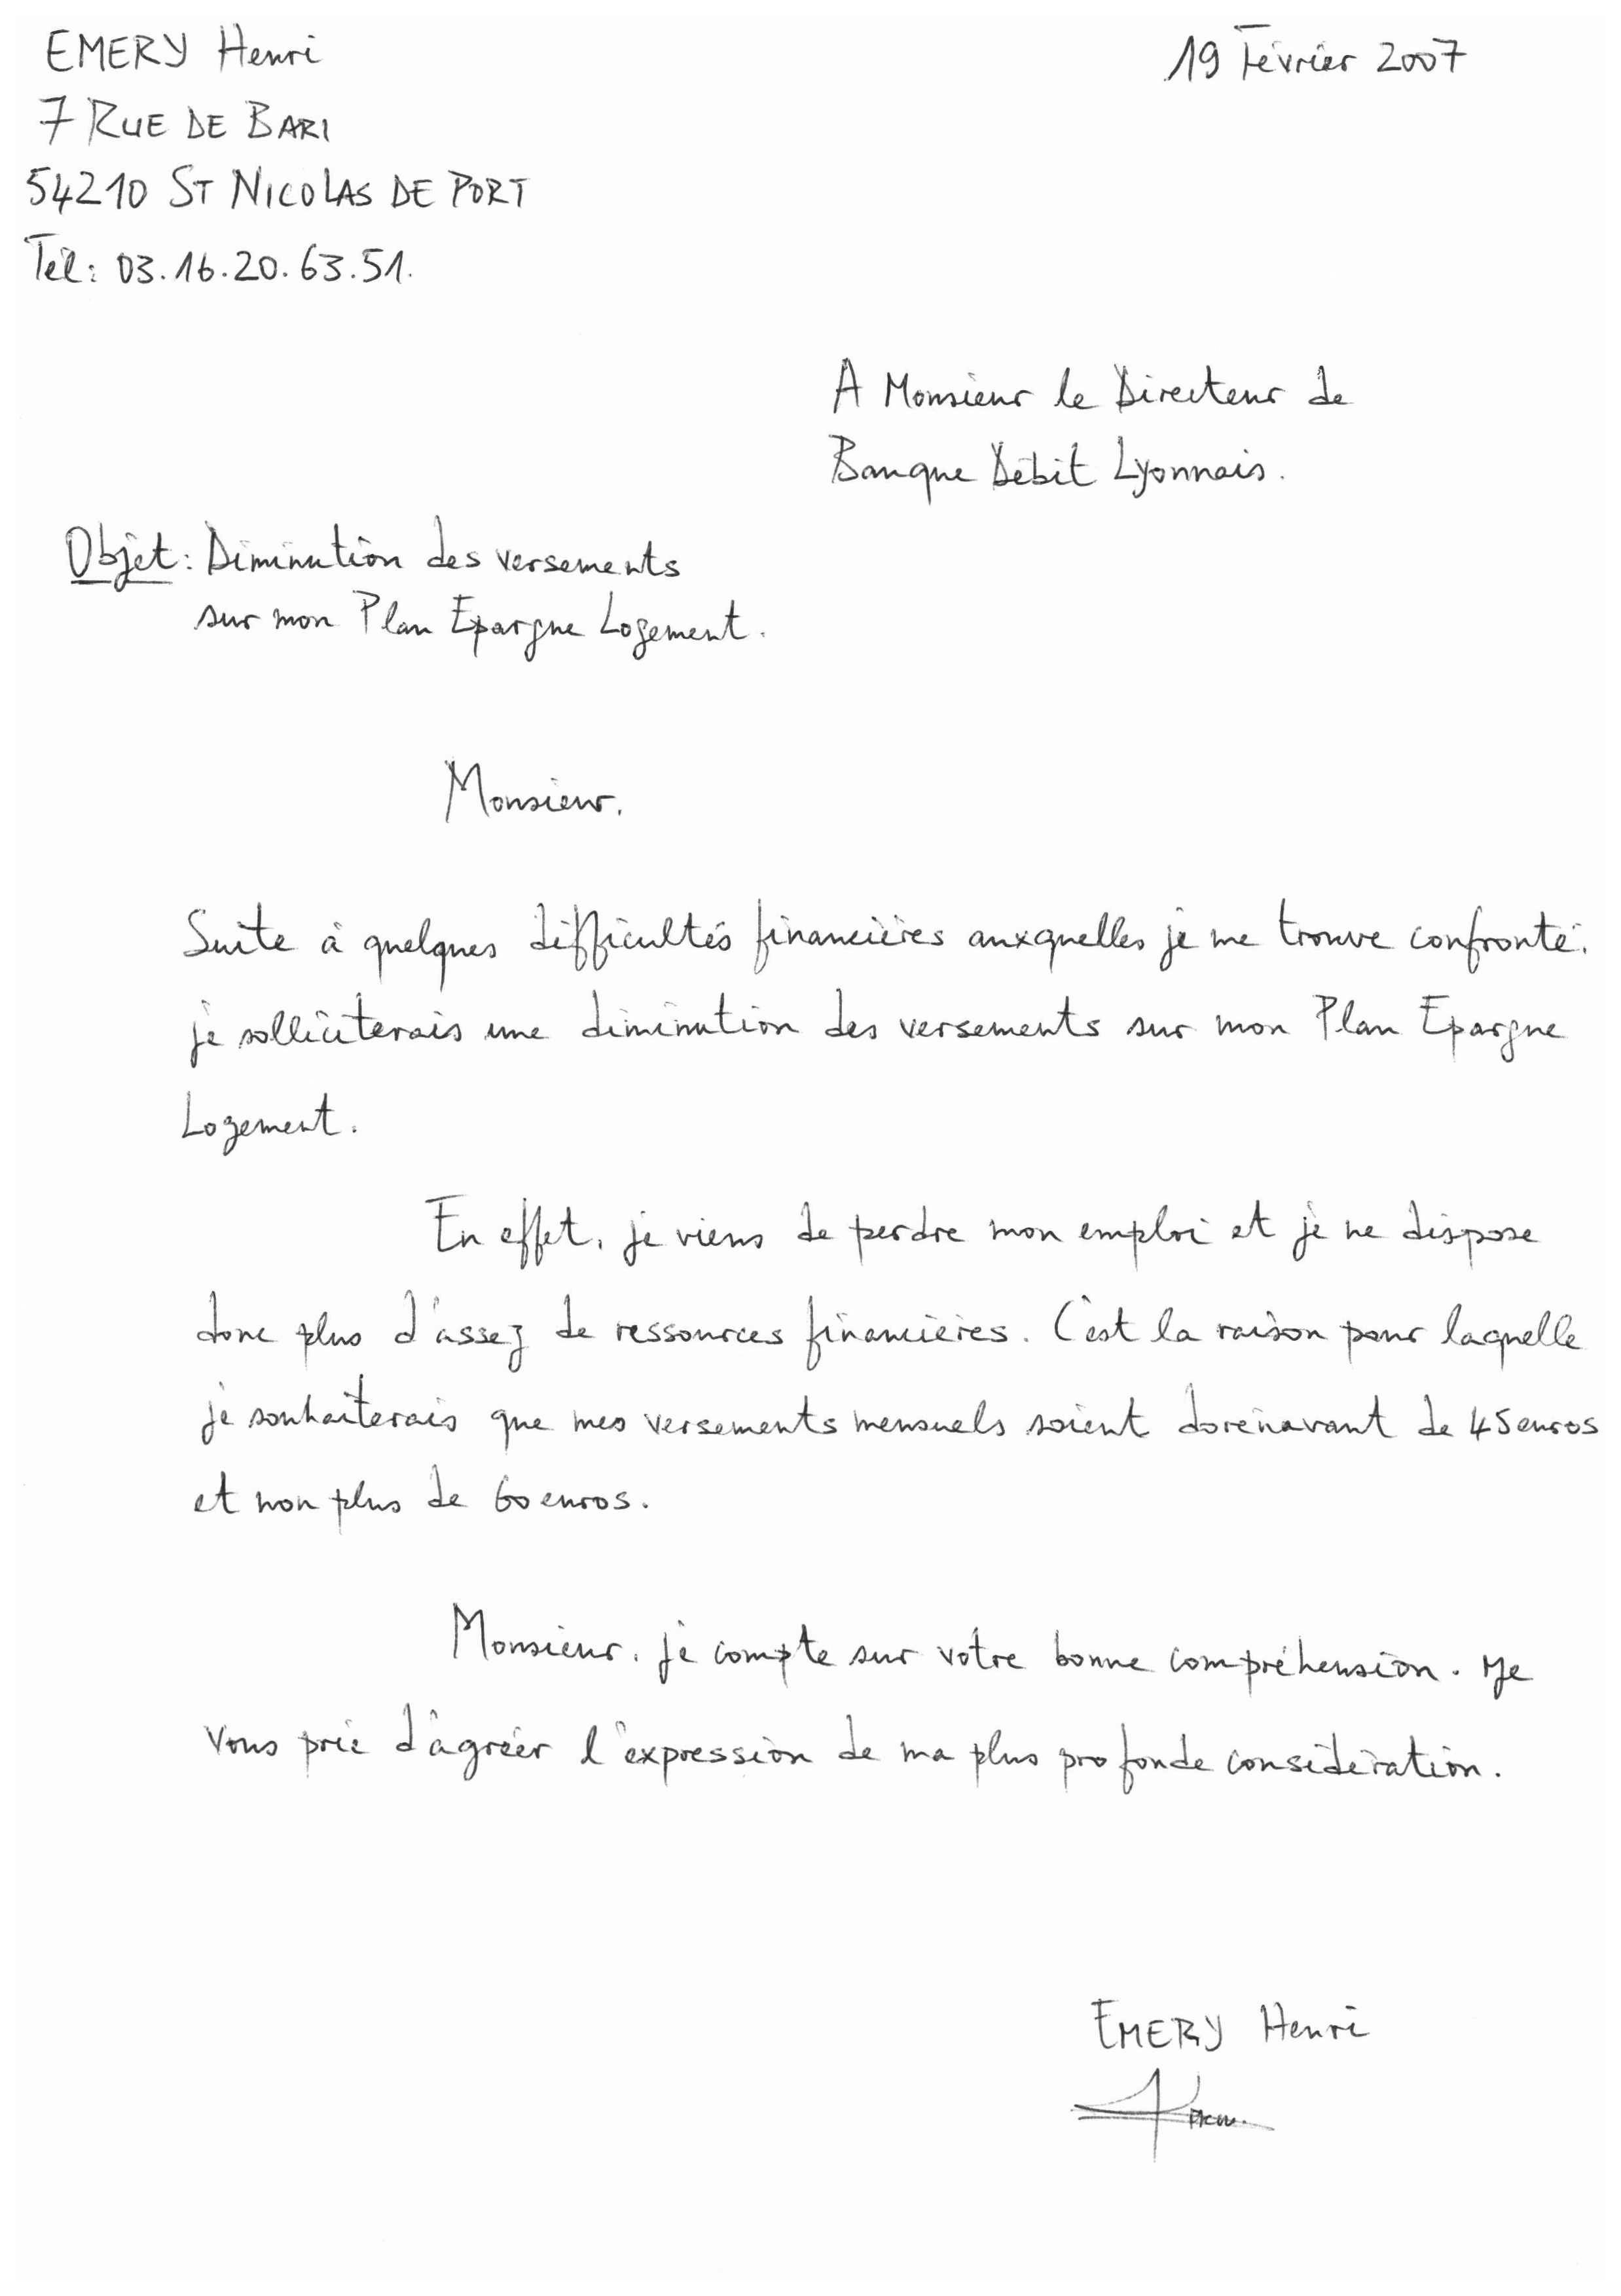 EMERY Henri
19 Février 2007
7 RUE DE BARI
54210 ST NICOLAS DE PORT
Tél: 03.16.20.63.51.
A Monsieur le Directeur de
Banque Débit Lyonnais.
Objet: Diminution des versements
sur mon Plan Epargne Logement.
Monsieur,
Suite à quelques difficultés financières auxquelles je me trouve confronté,
je solliciterais une diminution des versements sur mon Plan Epargne
Logement.
En effet, je viens de perdre mon emploi et je ne dispose
donc plus d'assez de ressources financières. C'est la raison pour laquelle
je souhaiterais que mes versements mensuels soient dorénavant de 45 euros
et non plus de 60 euros.
Monsieur, je compte sur votre bonne compréhension. Je
vous prie d'agréer l'expression de ma plus profonde considération.
EMERY Henri